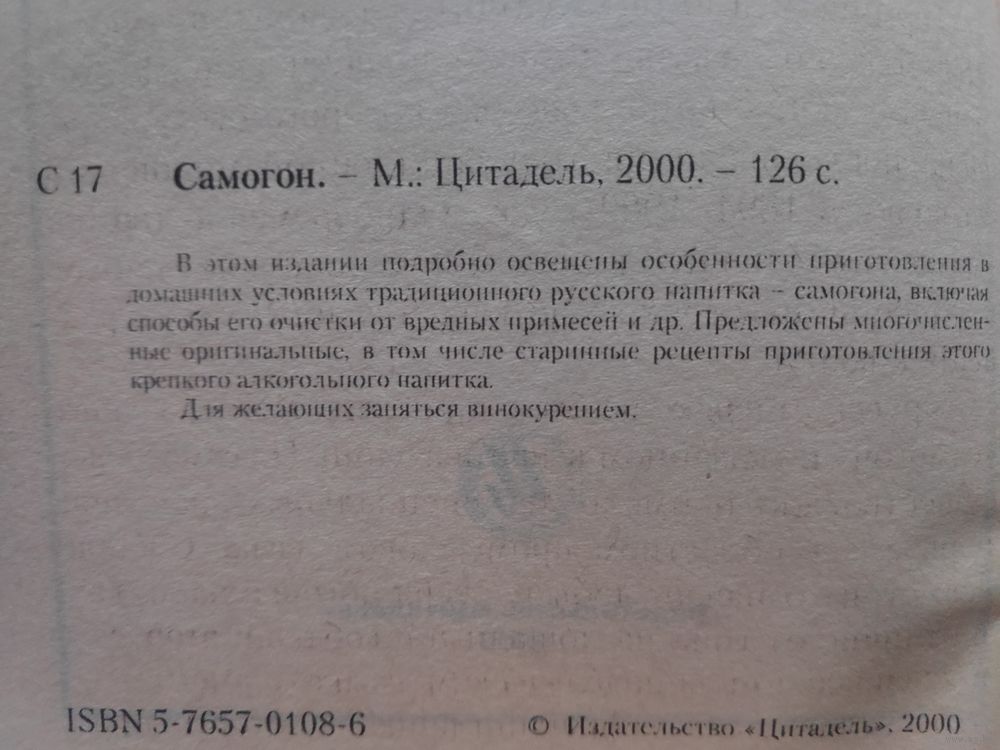 С 17 Самогон. – М.: Цитадель, 2000. – 126 с.
В этом издании подробно освещены особенности приготовления в
домашних условиях традиционного русского напитка – самогона, включая
способы его очистки от вредных примесей и др. Предложены многочислен-
ные оригинальные, в том числе старинные рецепты приготовления этого
крепкого алкогольного напитка.
Для желающих заняться винокурением.
ISBN 5-7657-0108-6 © Издательство «Цитадель», 2000